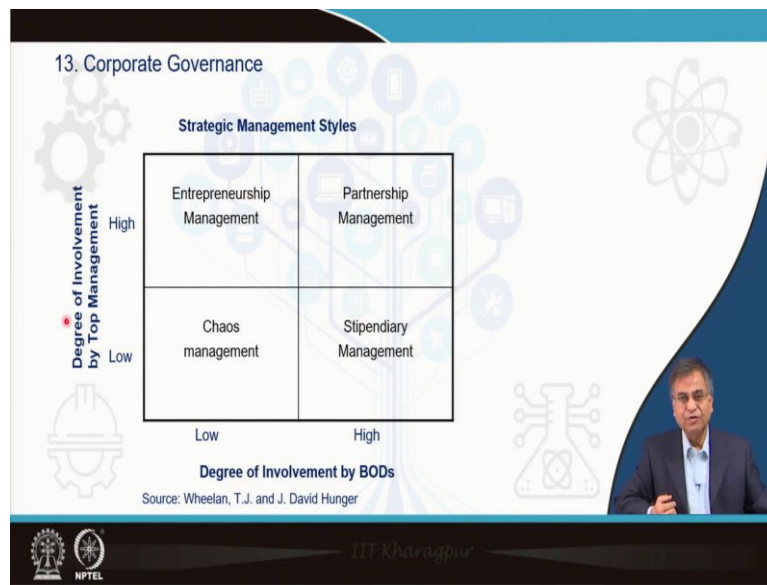 13. Corporate Governance
Strategic Management Styles
Degree of Involvement
by Top Management
High
Entrepreneurship
Management
Partnership
Management
Low
Chaos
management
Stipendiary
Management
Low
High
Degree of Involvement by BODs
Source: Wheelan, T.J. and J. David Hunger
NPTEL
IIT Kharagpur